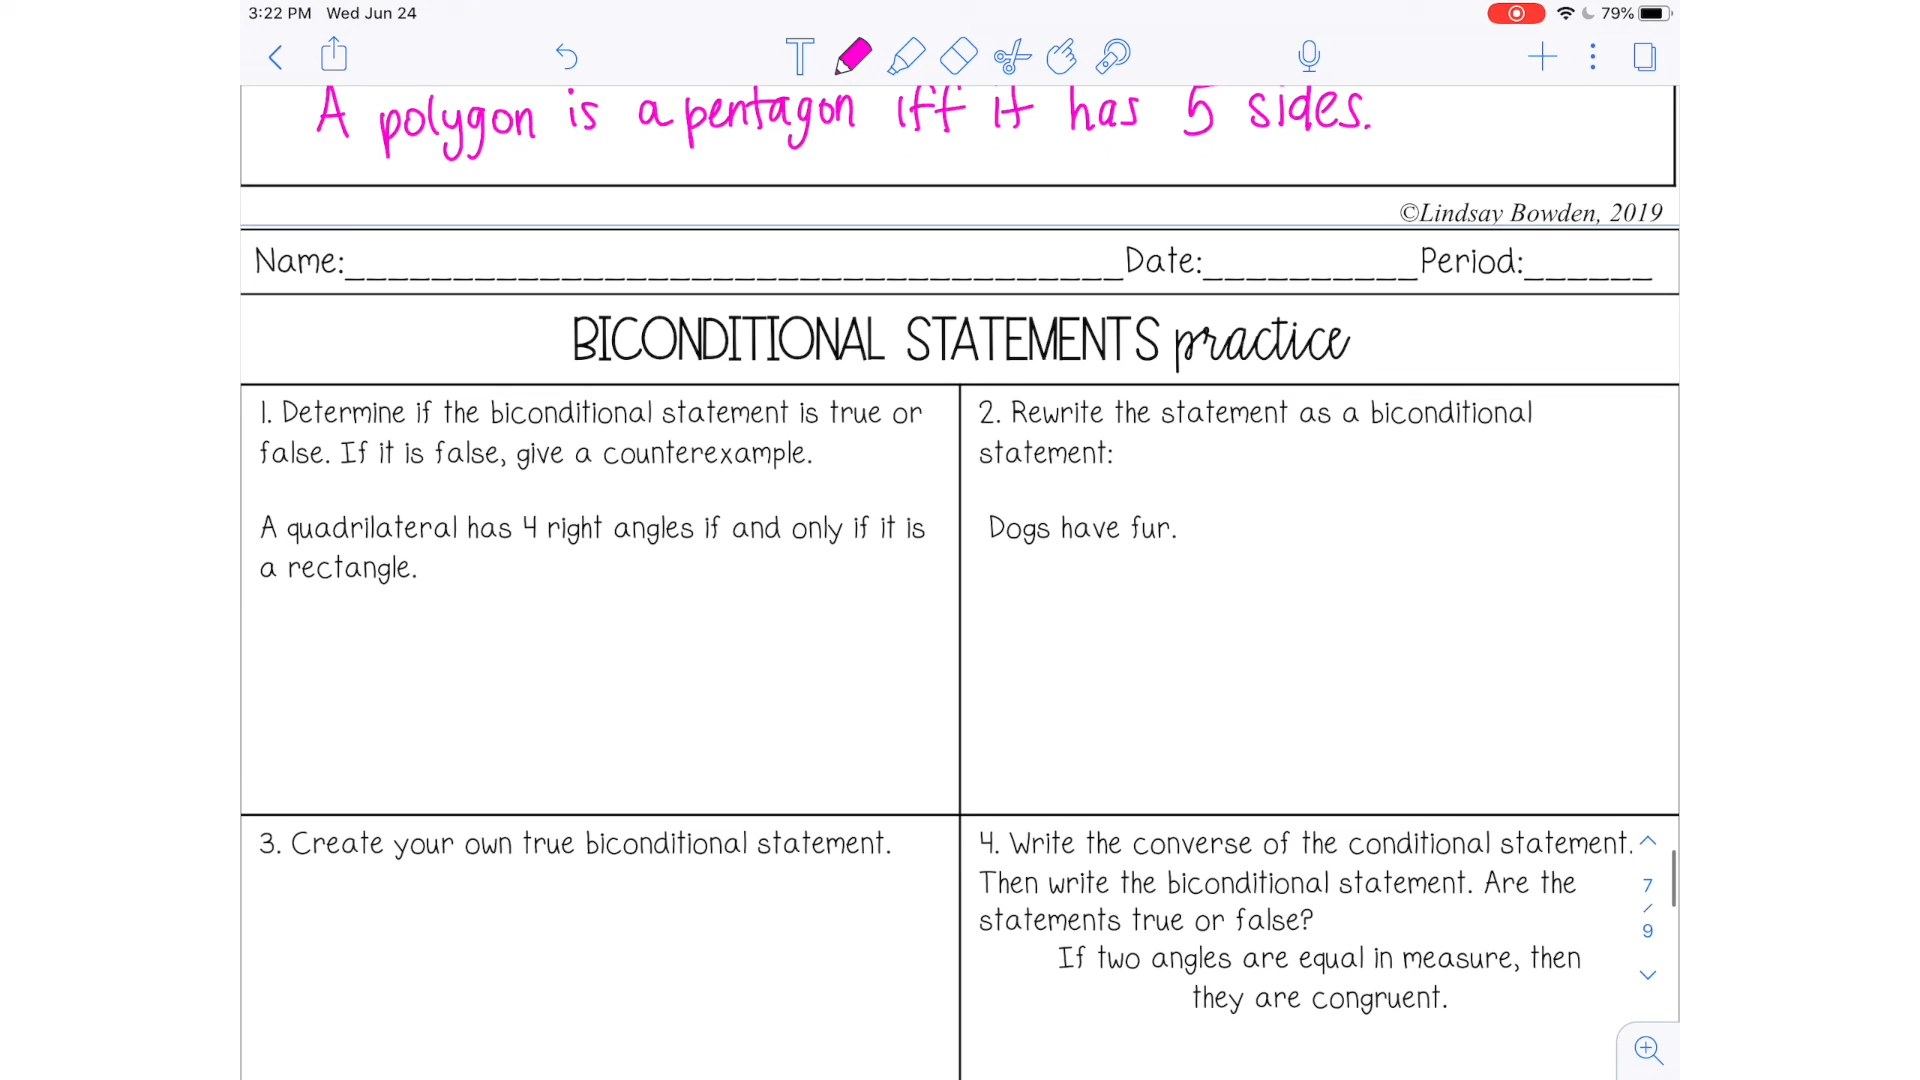 3:22 PM Wed Jun 24
79%
A polygon is a pentagon iff it has 5 sides.
©Lindsay Bowden, 2019
Name:____________________________________Date:__________Period:______
BICONDITIONAL STATEMENTS practice
1. Determine if the biconditional statement is true or
false. If it is false, give a counterexample.
A quadrilateral has 4 right angles if and only if it is
a rectangle.
2. Rewrite the statement as a biconditional
statement:
Dogs have fur.
3. Create your own true biconditional statement.
4. Write the converse of the conditional statement.
Then write the biconditional statement. Are the
statements true or false?
If two angles are equal in measure, then
they are congruent.
7
/
9